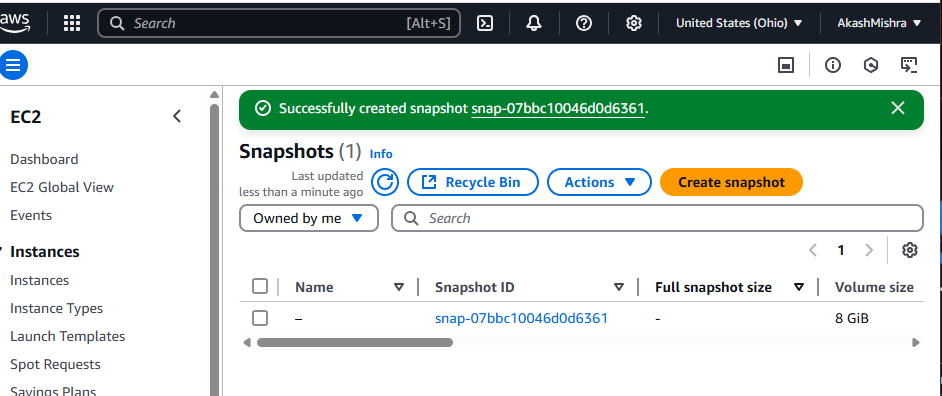 aws
Search [Alt+S] United States (Ohio) AkashMishra
EC2
Dashboard
EC2 Global View
Events
Instances
Instances
Instance Types
Launch Templates
Spot Requests
Savings Plans
Successfully created snapshot snap-07bbc10046d0d6361.
Snapshots (1) Info
Last updated
less than a minute ago
Recycle Bin Actions Create snapshot
Owned by me Search
1
Name Snapshot ID Full snapshot size Volume size
– snap-07bbc10046d0d6361 - 8 GiB